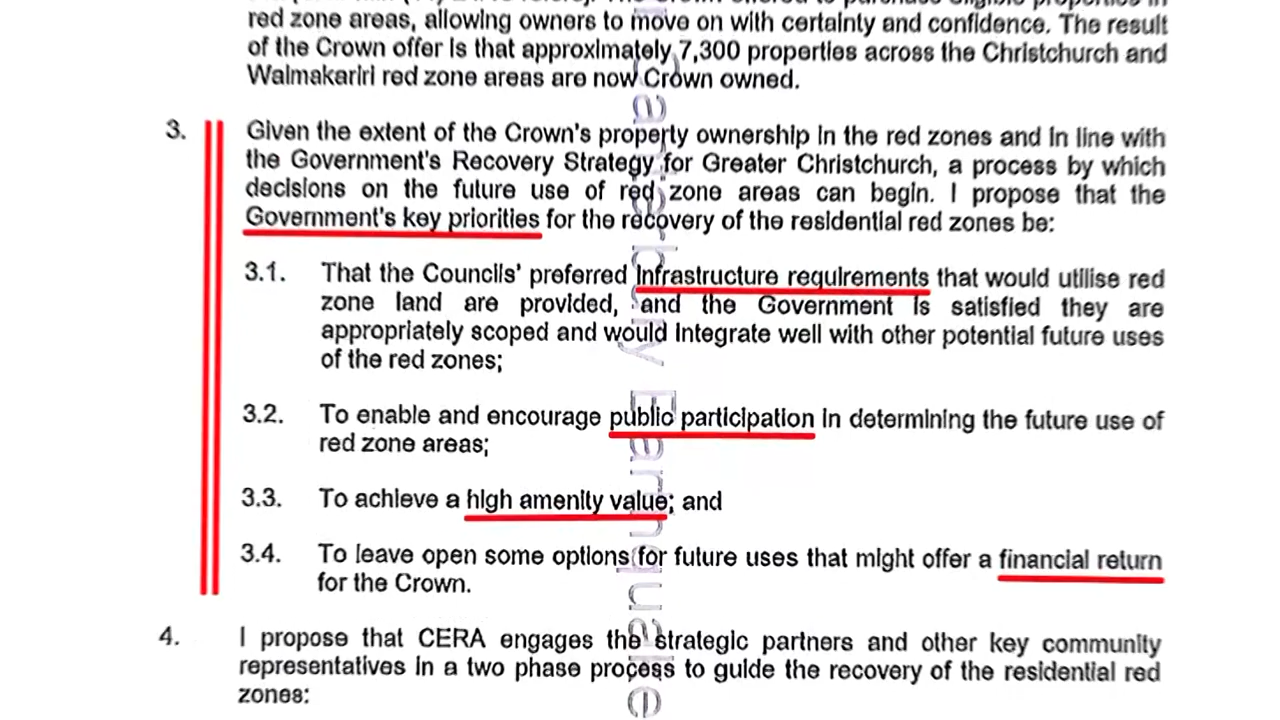 red zone areas, allowing owners to move on with certainty and confidence. The result
of the Crown offer is that approximately 7,300 properties across the Christchurch and
Waimakariri red zone areas are now Crown owned.
3. Given the extent of the Crown's property ownership in the red zones and in line with
the Government's Recovery Strategy for Greater Christchurch, a process by which
decisions on the future use of red zone areas can begin. I propose that the
Government's key priorities for the recovery of the residential red zones be:
3.1. That the Councils' preferred infrastructure requirements that would utilise red
zone land are provided, and the Government is satisfied they are
appropriately scoped and would integrate well with other potential future uses
of the red zones;
3.2. To enable and encourage public participation in determining the future use of
red zone areas;
3.3. To achieve a high amenity value; and
3.4. To leave open some options for future uses that might offer a financial return
for the Crown.
4. I propose that CERA engages the strategic partners and other key community
representatives in a two phase process to guide the recovery of the residential red
zones: